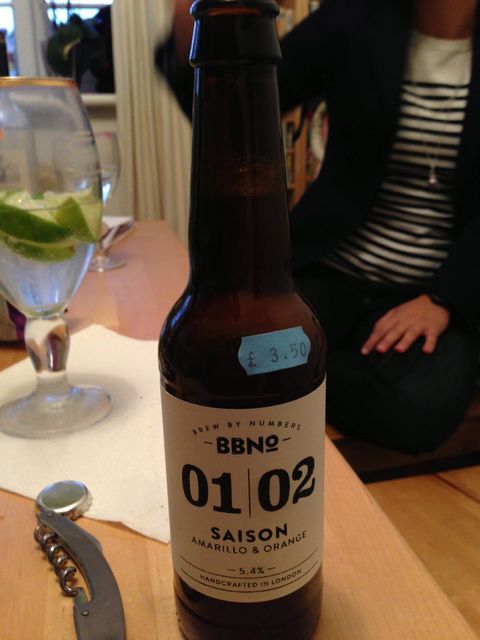 £ 3.50
BREW BY NUMBERS
BBNo
01|02
SAISON
AMARILLO & ORANGE
5.4%
HANDCRAFTED IN LONDON